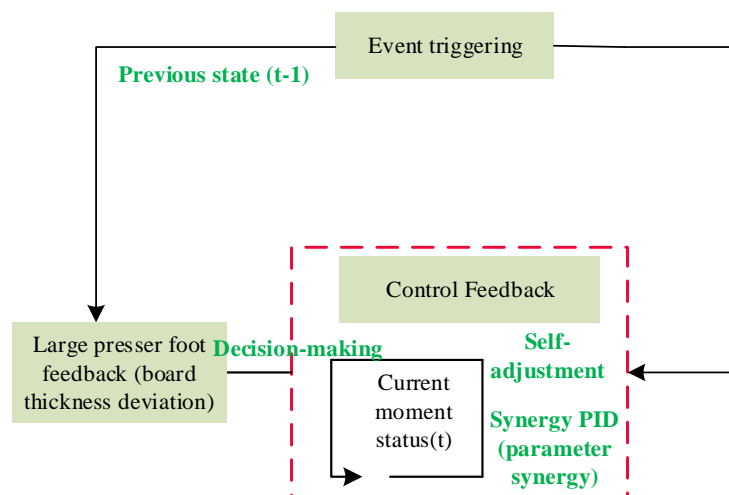 Event triggering
Previous state (t-1)
Control Feedback
Large presser foot
feedback (board
thickness deviation)
Decision-making
Self-
adjustment
Current
moment
status(t)
Synergy PID
(parameter
synergy)